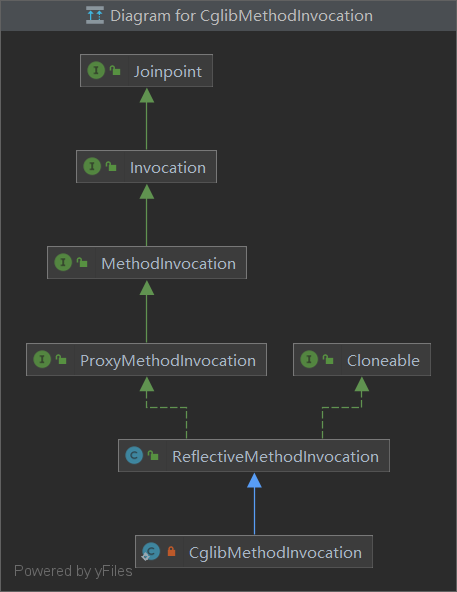 Diagram for CglibMethodInvocation
Joinpoint
Invocation
MethodInvocation
ProxyMethodInvocation
Cloneable
ReflectiveMethodInvocation
CglibMethodInvocation
Powered by yFiles